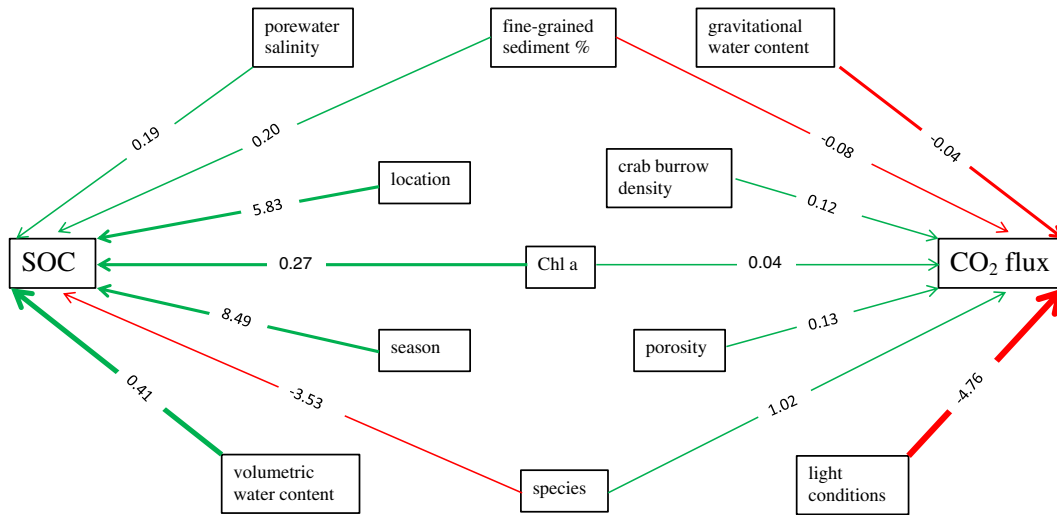 porewater
salinity
fine-grained
sediment %
gravitational
water content
0.19
0.20
-0.08
-0.04
location
crab burrow
density
5.83
0.12
SOC
0.27
Chl a
0.04
CO₂ flux
8.49
season
porosity
0.13
0.41
-3.53
1.02
-4.76
volumetric
water content
species
light
conditions